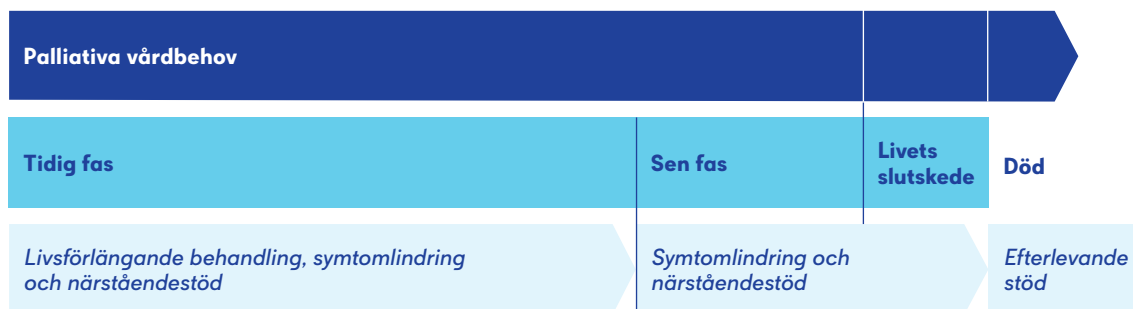 Palliativa vårdbehov
Tidig fas
Sen fas
Livets
slutskede
Död
Livsförlängande behandling, symtomlindring
och närståendestöd
Symtomlindring och
närståendestöd
Efterlevande
stöd